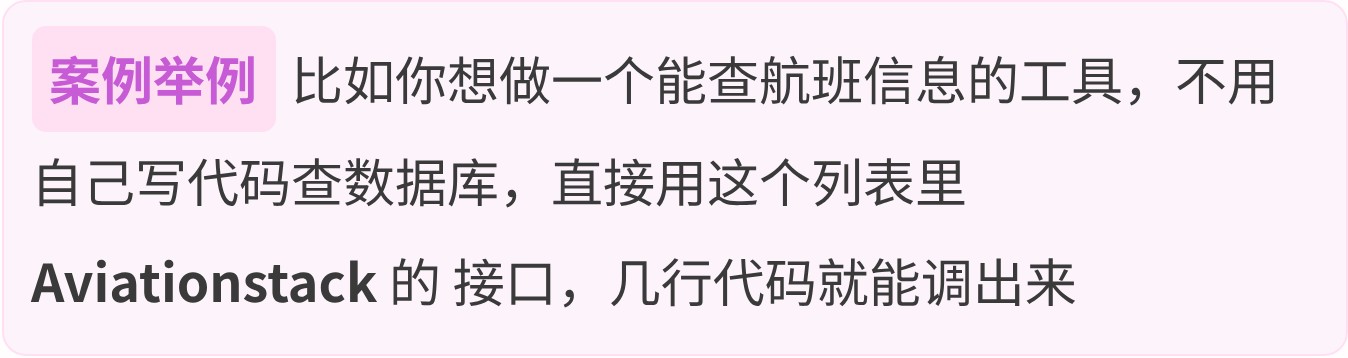 案例举例 比如你想做一个能查航班信息的工具，不用
自己写代码查数据库，直接用这个列表里
Aviationstack 的 接口，几行代码就能调出来